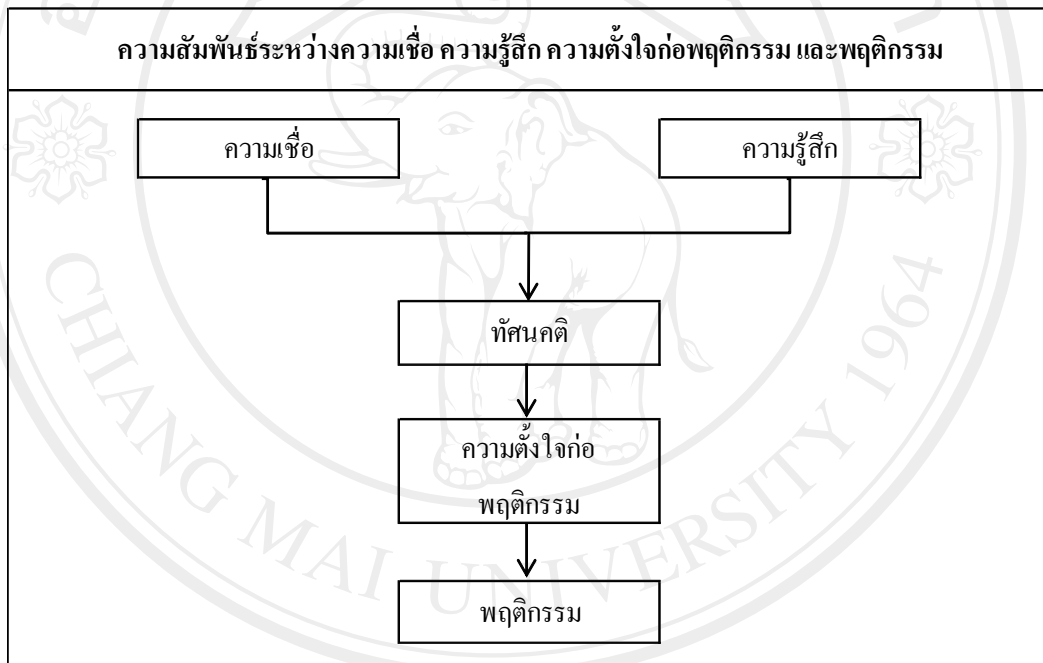 ความสัมพันธ์ระหว่างความเชื่อ ความรู้สึก ความตั้งใจก่อพฤติกรรม และพฤติกรรม
ความเชื่อ
ความรู้สึก
ทัศนคติ
ความตั้งใจก่อ
พฤติกรรม
พฤติกรรม
CHIANG MAI UNIVERSITY 1964